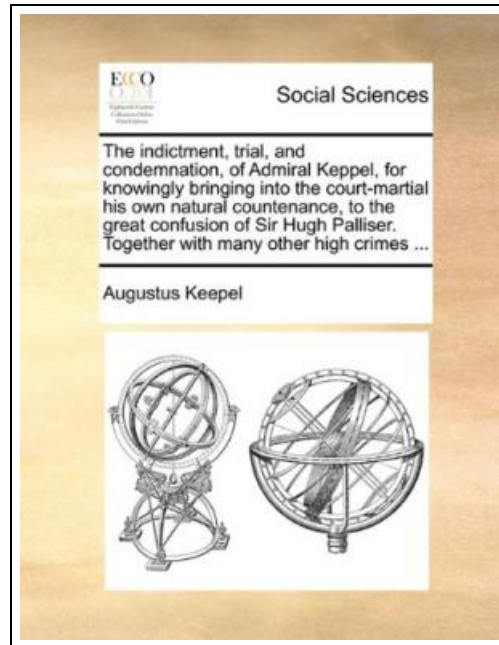 ECCO
Social Sciences
The indictment, trial, and
condemnation, of Admiral Keppel, for
knowingly bringing into the court-martial
his own natural countenance, to the
great confusion of Sir Hugh Palliser.
Together with many other high crimes ...
Augustus Keepel